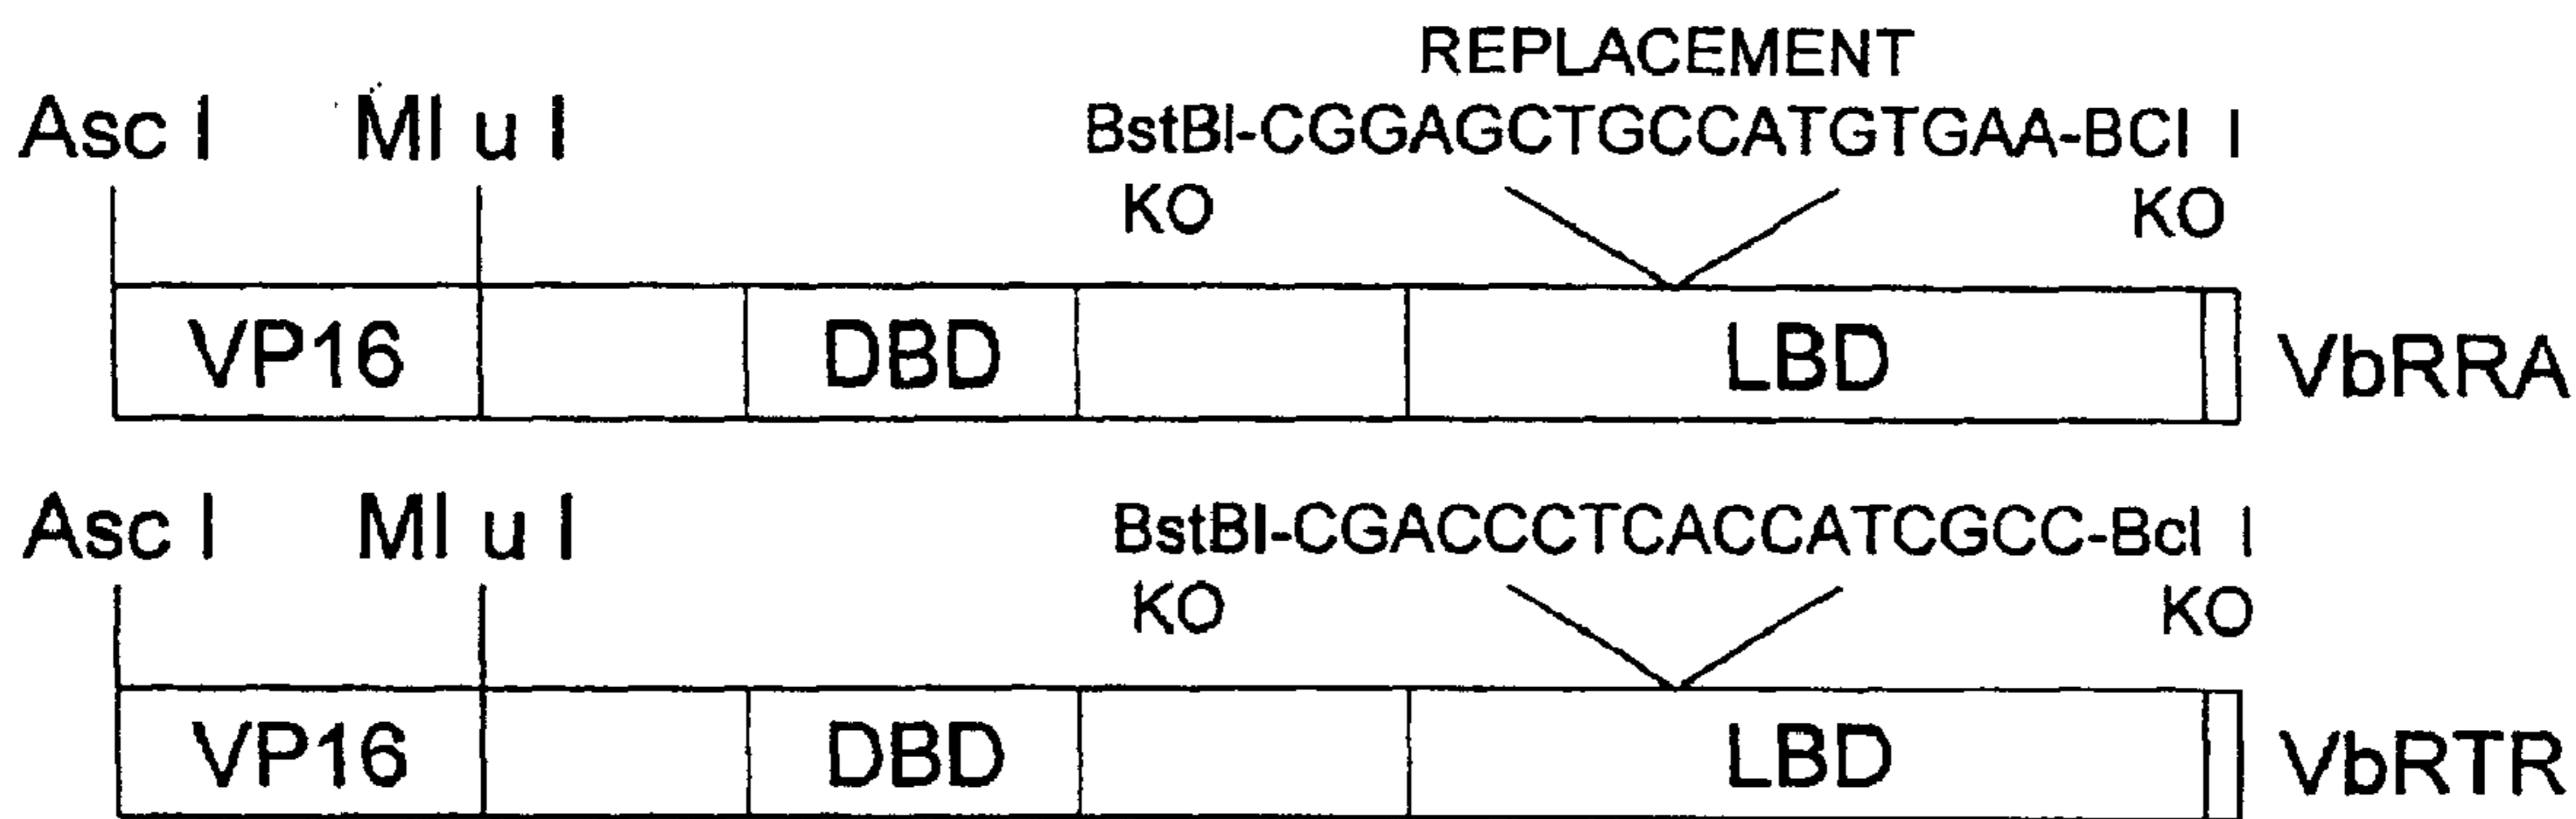 REPLACEMENT
Asc I Ml u I BstBI-CGGAGCTGCCATGTGAA-BCl I
KO KO
VP16 DBD LBD VbRRA
Asc I Ml u I BstBI-CGACCCTCACCATCGCC-Bcl I
KO KO
VP16 DBD LBD VbRTR